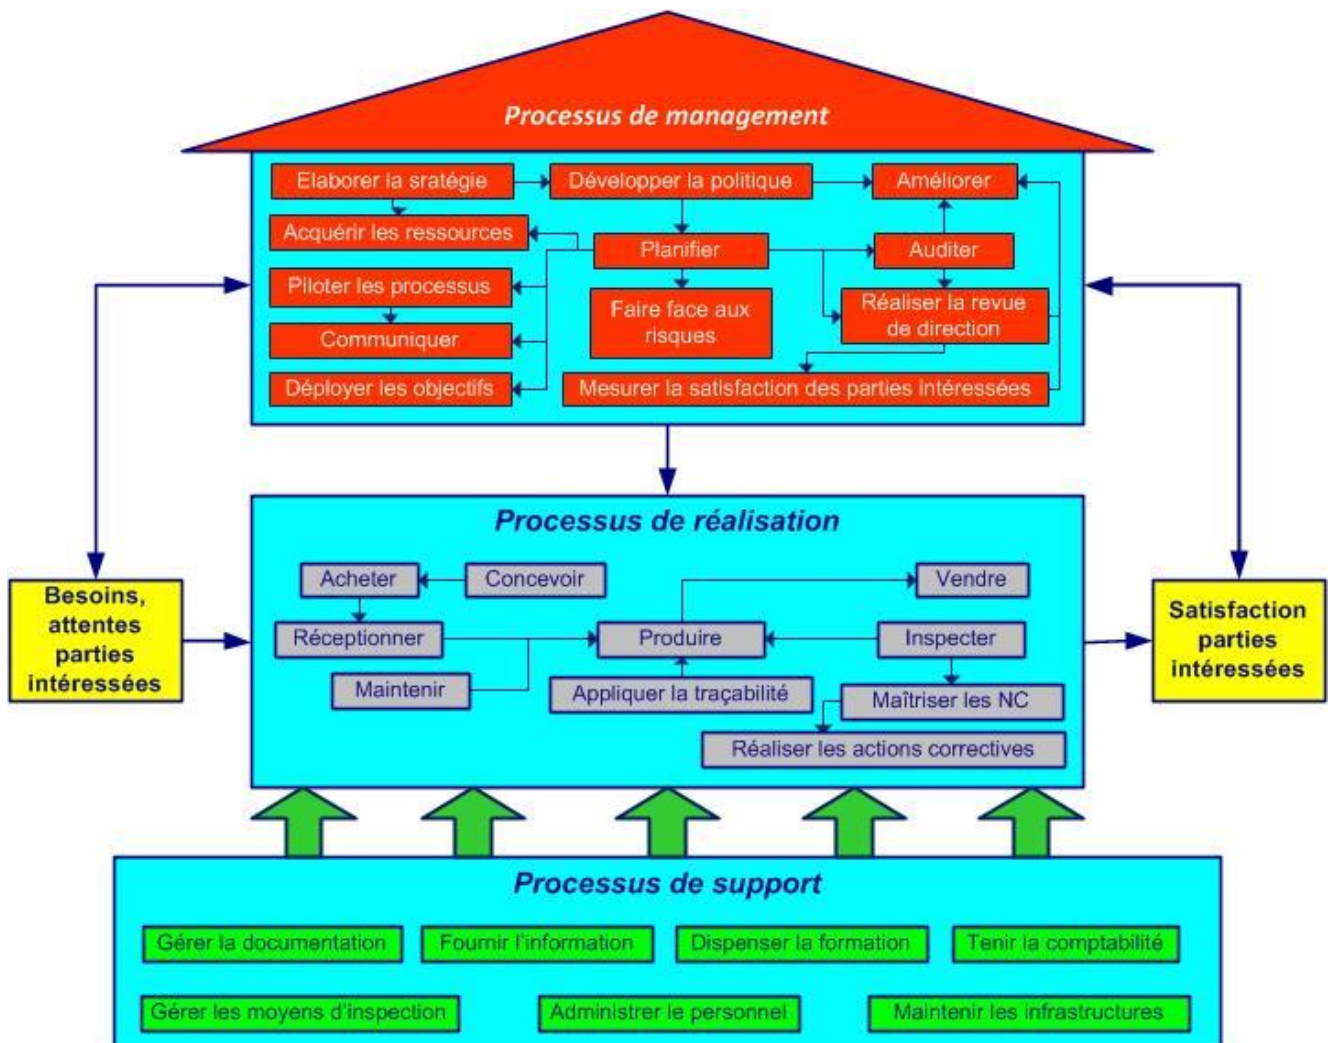 Processus de management
Elaborer la sratégie
Développer la politique
Améliorer
Acquérir les ressources
Planifier
Auditer
Piloter les processus
Faire face aux
risques
Réaliser la revue
de direction
Communiquer
Déployer les objectifs
Mesurer la satisfaction des parties intéressées
Processus de réalisation
Acheter
Concevoir
Vendre
Besoins,
attentes
parties
intéressées
Réceptionner
Produire
Inspecter
Satisfaction
parties
intéressées
Maintenir
Appliquer la traçabilité
Maîtriser les NC
Réaliser les actions correctives
Processus de support
Gérer la documentation
Fournir l'information
Dispenser la formation
Tenir la comptabilité
Gérer les moyens d'inspection
Administrer le personnel
Maintenir les infrastructures